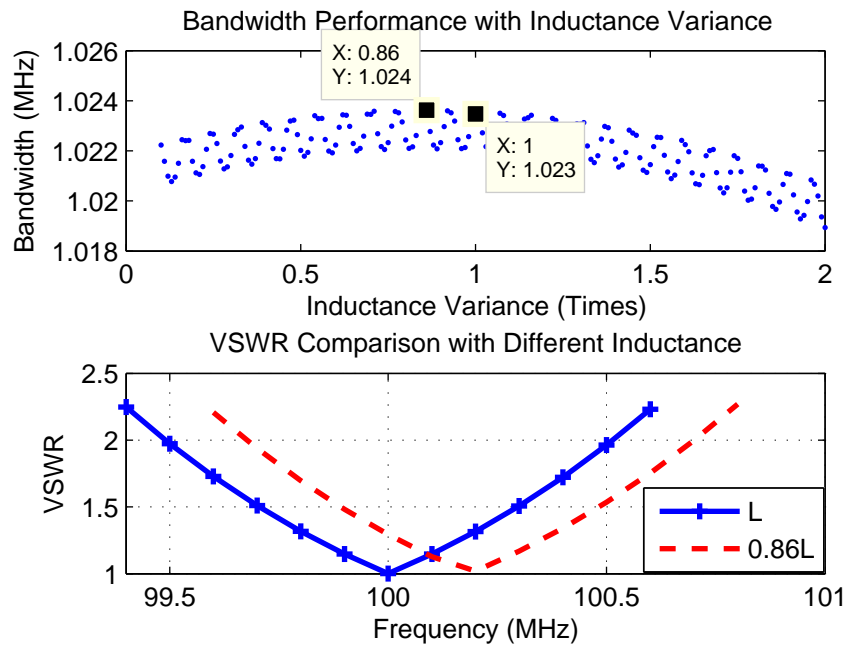 Bandwidth Performance with Inductance Variance
Bandwidth (MHz)
1.026
1.024
1.022
1.02
1.018
X: 0.86
Y: 1.024
X: 1
Y: 1.023
0
0.5
1
1.5
2
Inductance Variance (Times)
VSWR Comparison with Different Inductance
VSWR
2.5
2
1.5
1
L
0.86L
99.5
100
100.5
101
Frequency (MHz)